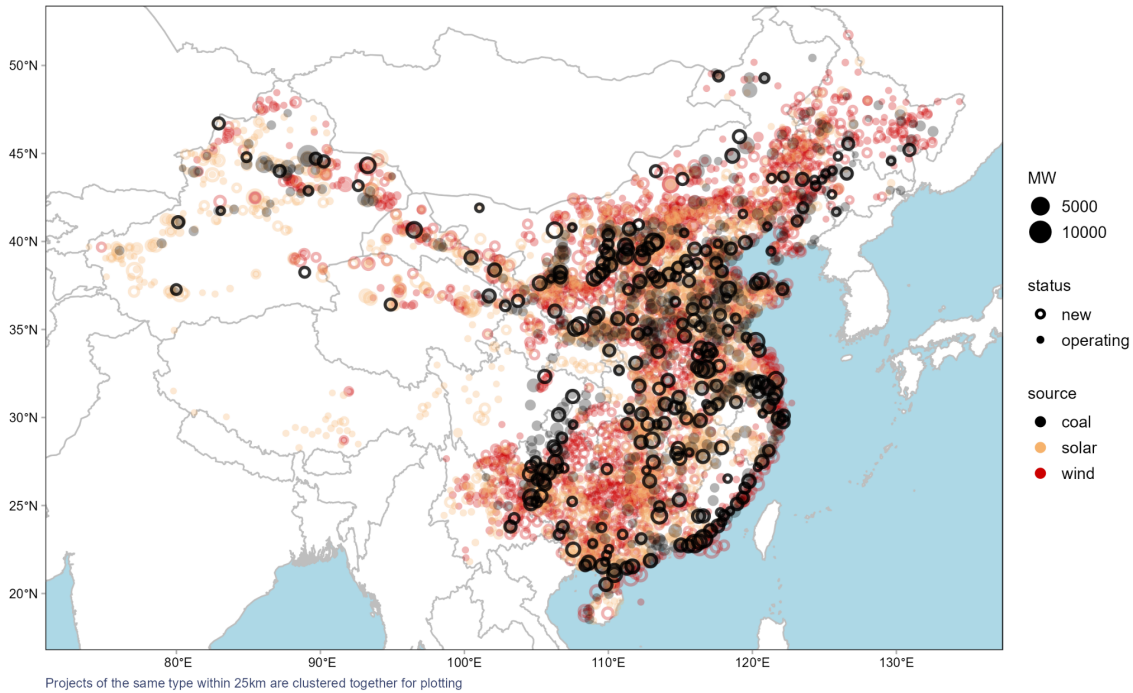 50°N
45°N
40°N
35°N
30°N
25°N
20°N
80°E
90°E
100°E
110°E
120°E
130°E
MW
5000
10000
status
new
operating
source
coal
solar
wind
Projects of the same type within 25km are clustered together for plotting